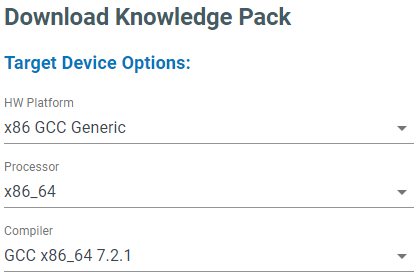 Download Knowledge Pack
Target Device Options:
HW Platform
x86 GCC Generic
Processor
x86_64
Compiler
GCC x86_64 7.2.1